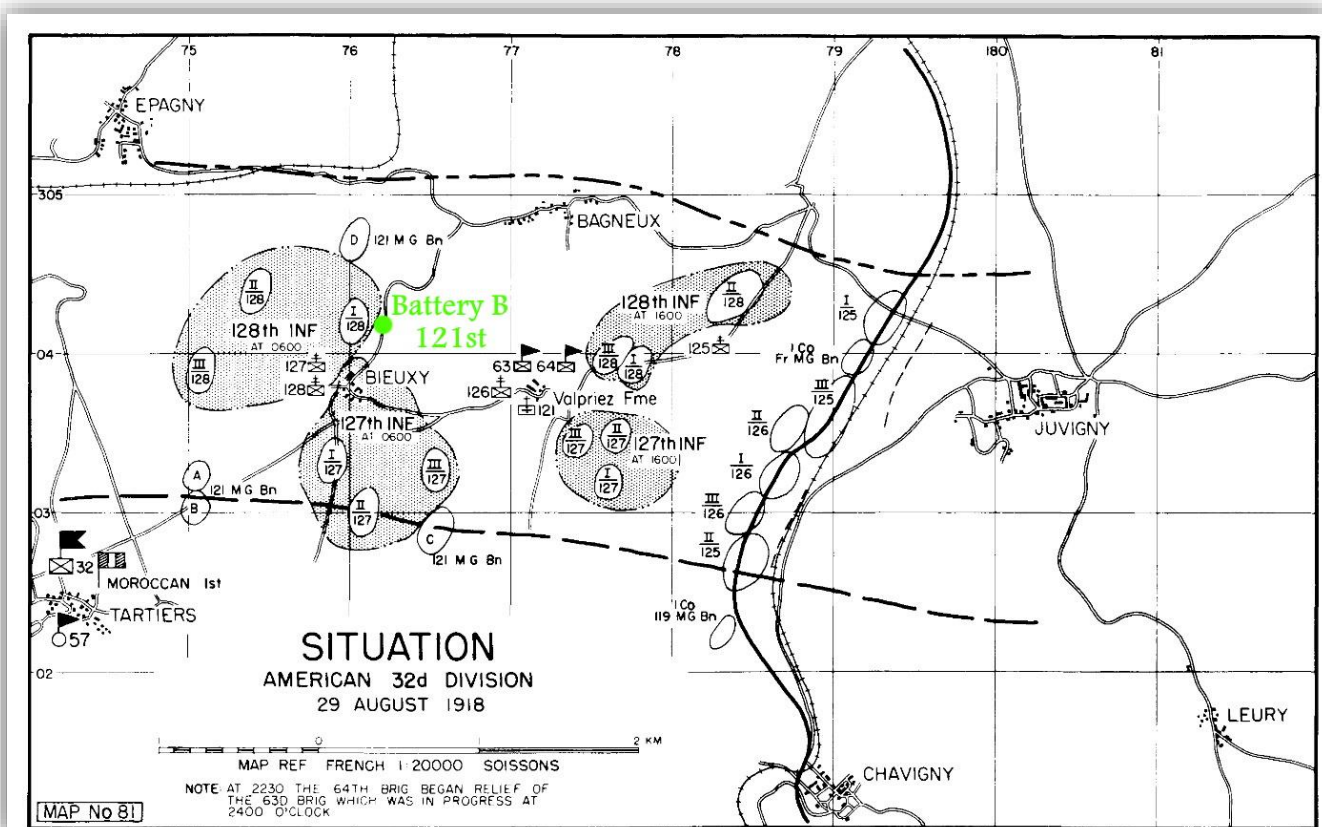 75 76 77 78 79 180 81
EPAGNY
305
BAGNEUX
D 121 M G Bn
Battery B
121st
II
128
I
128
128th INF
AT 0600
III
128
04
127
128
BIEUXY
128th INF
AT 1600
II
128
III
128
I
128
125
63 64
126
121
Valpriez Fme
I
125
1 Co
Fr MG Bn
III
125
II
126
I
126
III
126
II
125
1 Co
119 MG Bn
JUVIGNY
127th INF
AT 0600
I
127
III
127
II
127
127th INF
AT 1600
III
127
II
127
I
127
A
121 MG Bn
B
03
C
121 MG Bn
32
MOROCCAN 1st
TARTIERS
57
02
SITUATION
AMERICAN 32d DIVISION
29 AUGUST 1918
1 0 2 KM
MAP REF FRENCH 1:20000 SOISSONS
NOTE: AT 2230 THE 64TH BRIG BEGAN RELIEF OF
THE 63D BRIG WHICH WAS IN PROGRESS AT
2400 O'CLOCK
MAP No 81
LEURY
CHAVIGNY